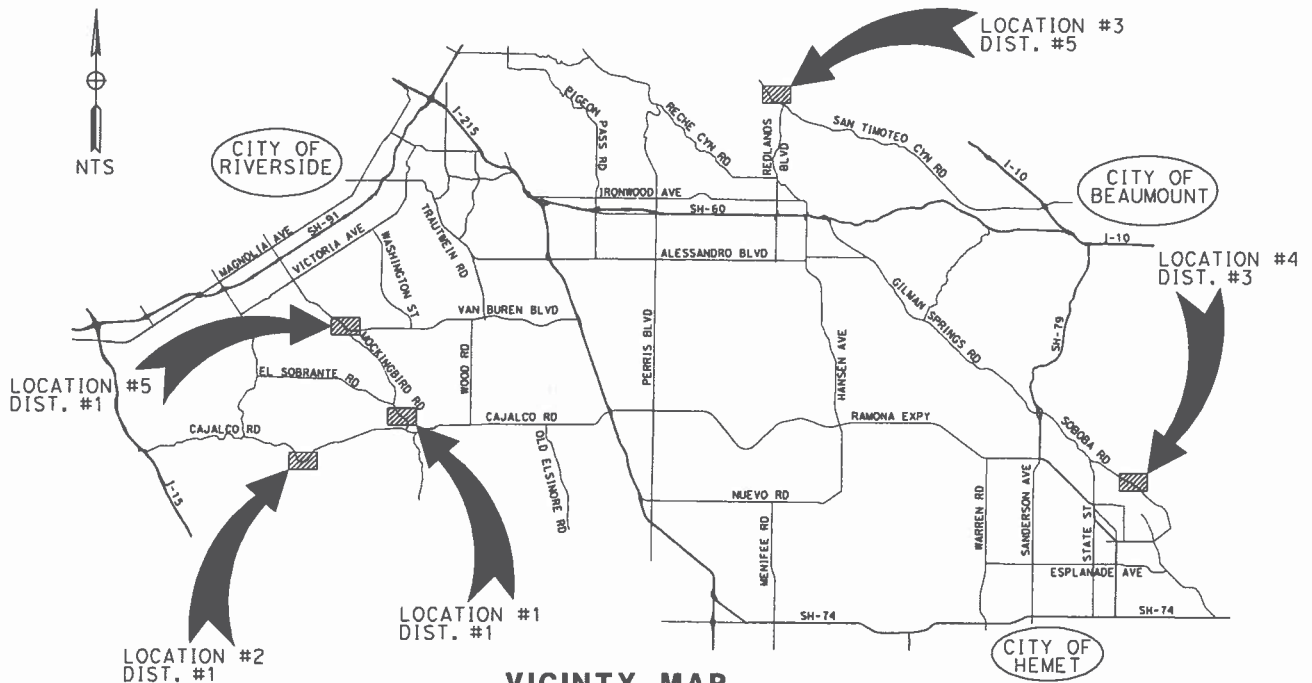 LOCATION #3
DIST. #5
NTS
CITY OF
RIVERSIDE
I-215
PIGEON
PASS RD
RECHE CYN RD
REDLANDS
BLVD
SAN TIMOTEO CYN RD
I-10
CITY OF
BEAUMOUNT
IRONWOOD AVE
SH-60
I-10
MAGNOLIA AVE
SH-91
VICTORIA AVE
WASHINGTON ST
TRAUTWEIN RD
ALESSANDRO BLVD
LOCATION #4
DIST. #3
GILMAN SPRINGS RD
SH-79
VAN BUREN BLVD
MOCKINGBIRD RD
WOOD RD
PERRIS BLVD
HANSEN AVE
LOCATION #5
DIST. #1
EL SOBRANTE RD
CAJALCO RD
CAJALCO RD
OLD ELSINORE RD
RAMONA EXPY
SOBOBA RD
I-15
NUEVO RD
MENIFEE RD
WARREN RD
SANDERSON AVE
STATE ST
ESPLANADE AVE
LOCATION #1
DIST. #1
SH-74
SH-74
LOCATION #2
DIST. #1
CITY OF
HEMET
VICINTY MAP